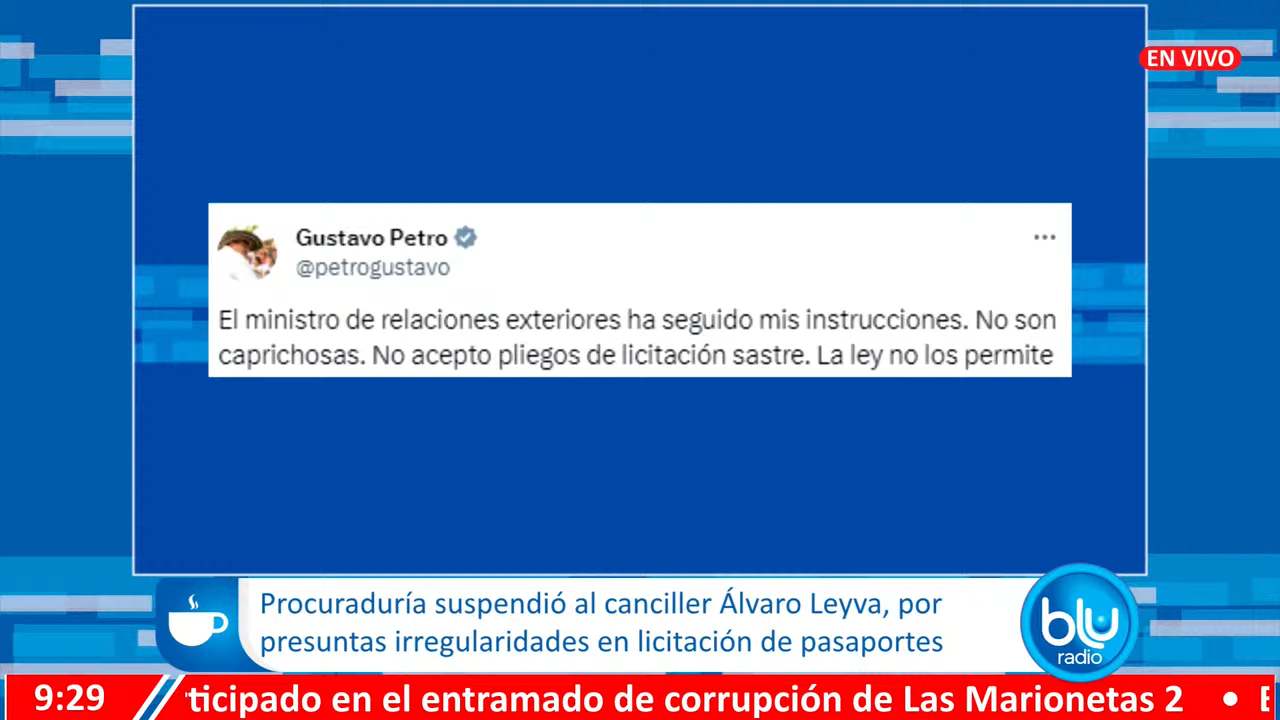 EN VIVO
Gustavo Petro
@petrogustavo
El ministro de relaciones exteriores ha seguido mis instrucciones. No son
caprichosas. No acepto pliegos de licitación sastre. La ley no los permite
Procuraduría suspendió al canciller Álvaro Leyva, por
presuntas irregularidades en licitación de pasaportes
blu
radio
9:29
ticipado en el entramado de corrupción de Las Marionetas 2 •